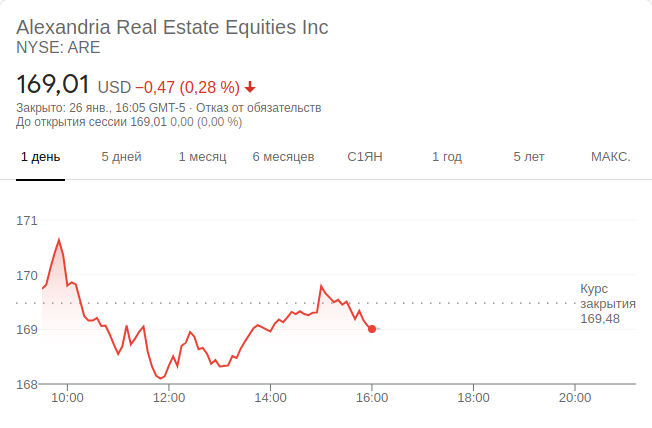 Alexandria Real Estate Equities Inc
NYSE: ARE
169,01 USD −0,47 (0,28 %)
Закрыто: 26 янв., 16:05 GMT-5 · Отказ от обязательств
До открытия сессии 169,01 0,00 (0,00 %)
1 день 5 дней 1 месяц 6 месяцев С1ЯН 1 год 5 лет МАКС.
171
170
Курс
закрытия
169,48
169
168
10:00 12:00 14:00 16:00 18:00 20:00